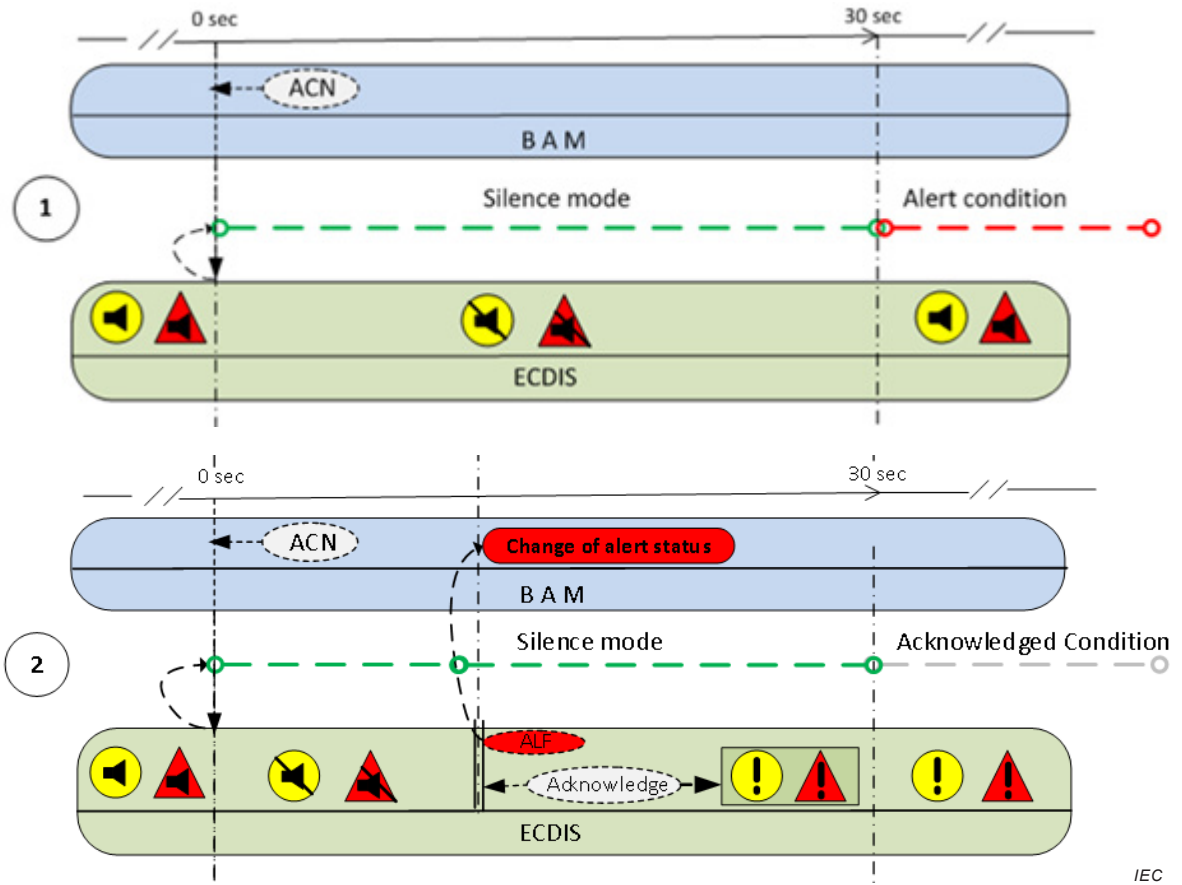 0 sec
30 sec
ACN
B A M
1
Silence mode
Alert condition
ECDIS
0 sec
30 sec
ACN
Change of alert status
B A M
2
Silence mode
Acknowledged Condition
ALF
Acknowledge
ECDIS
IEC